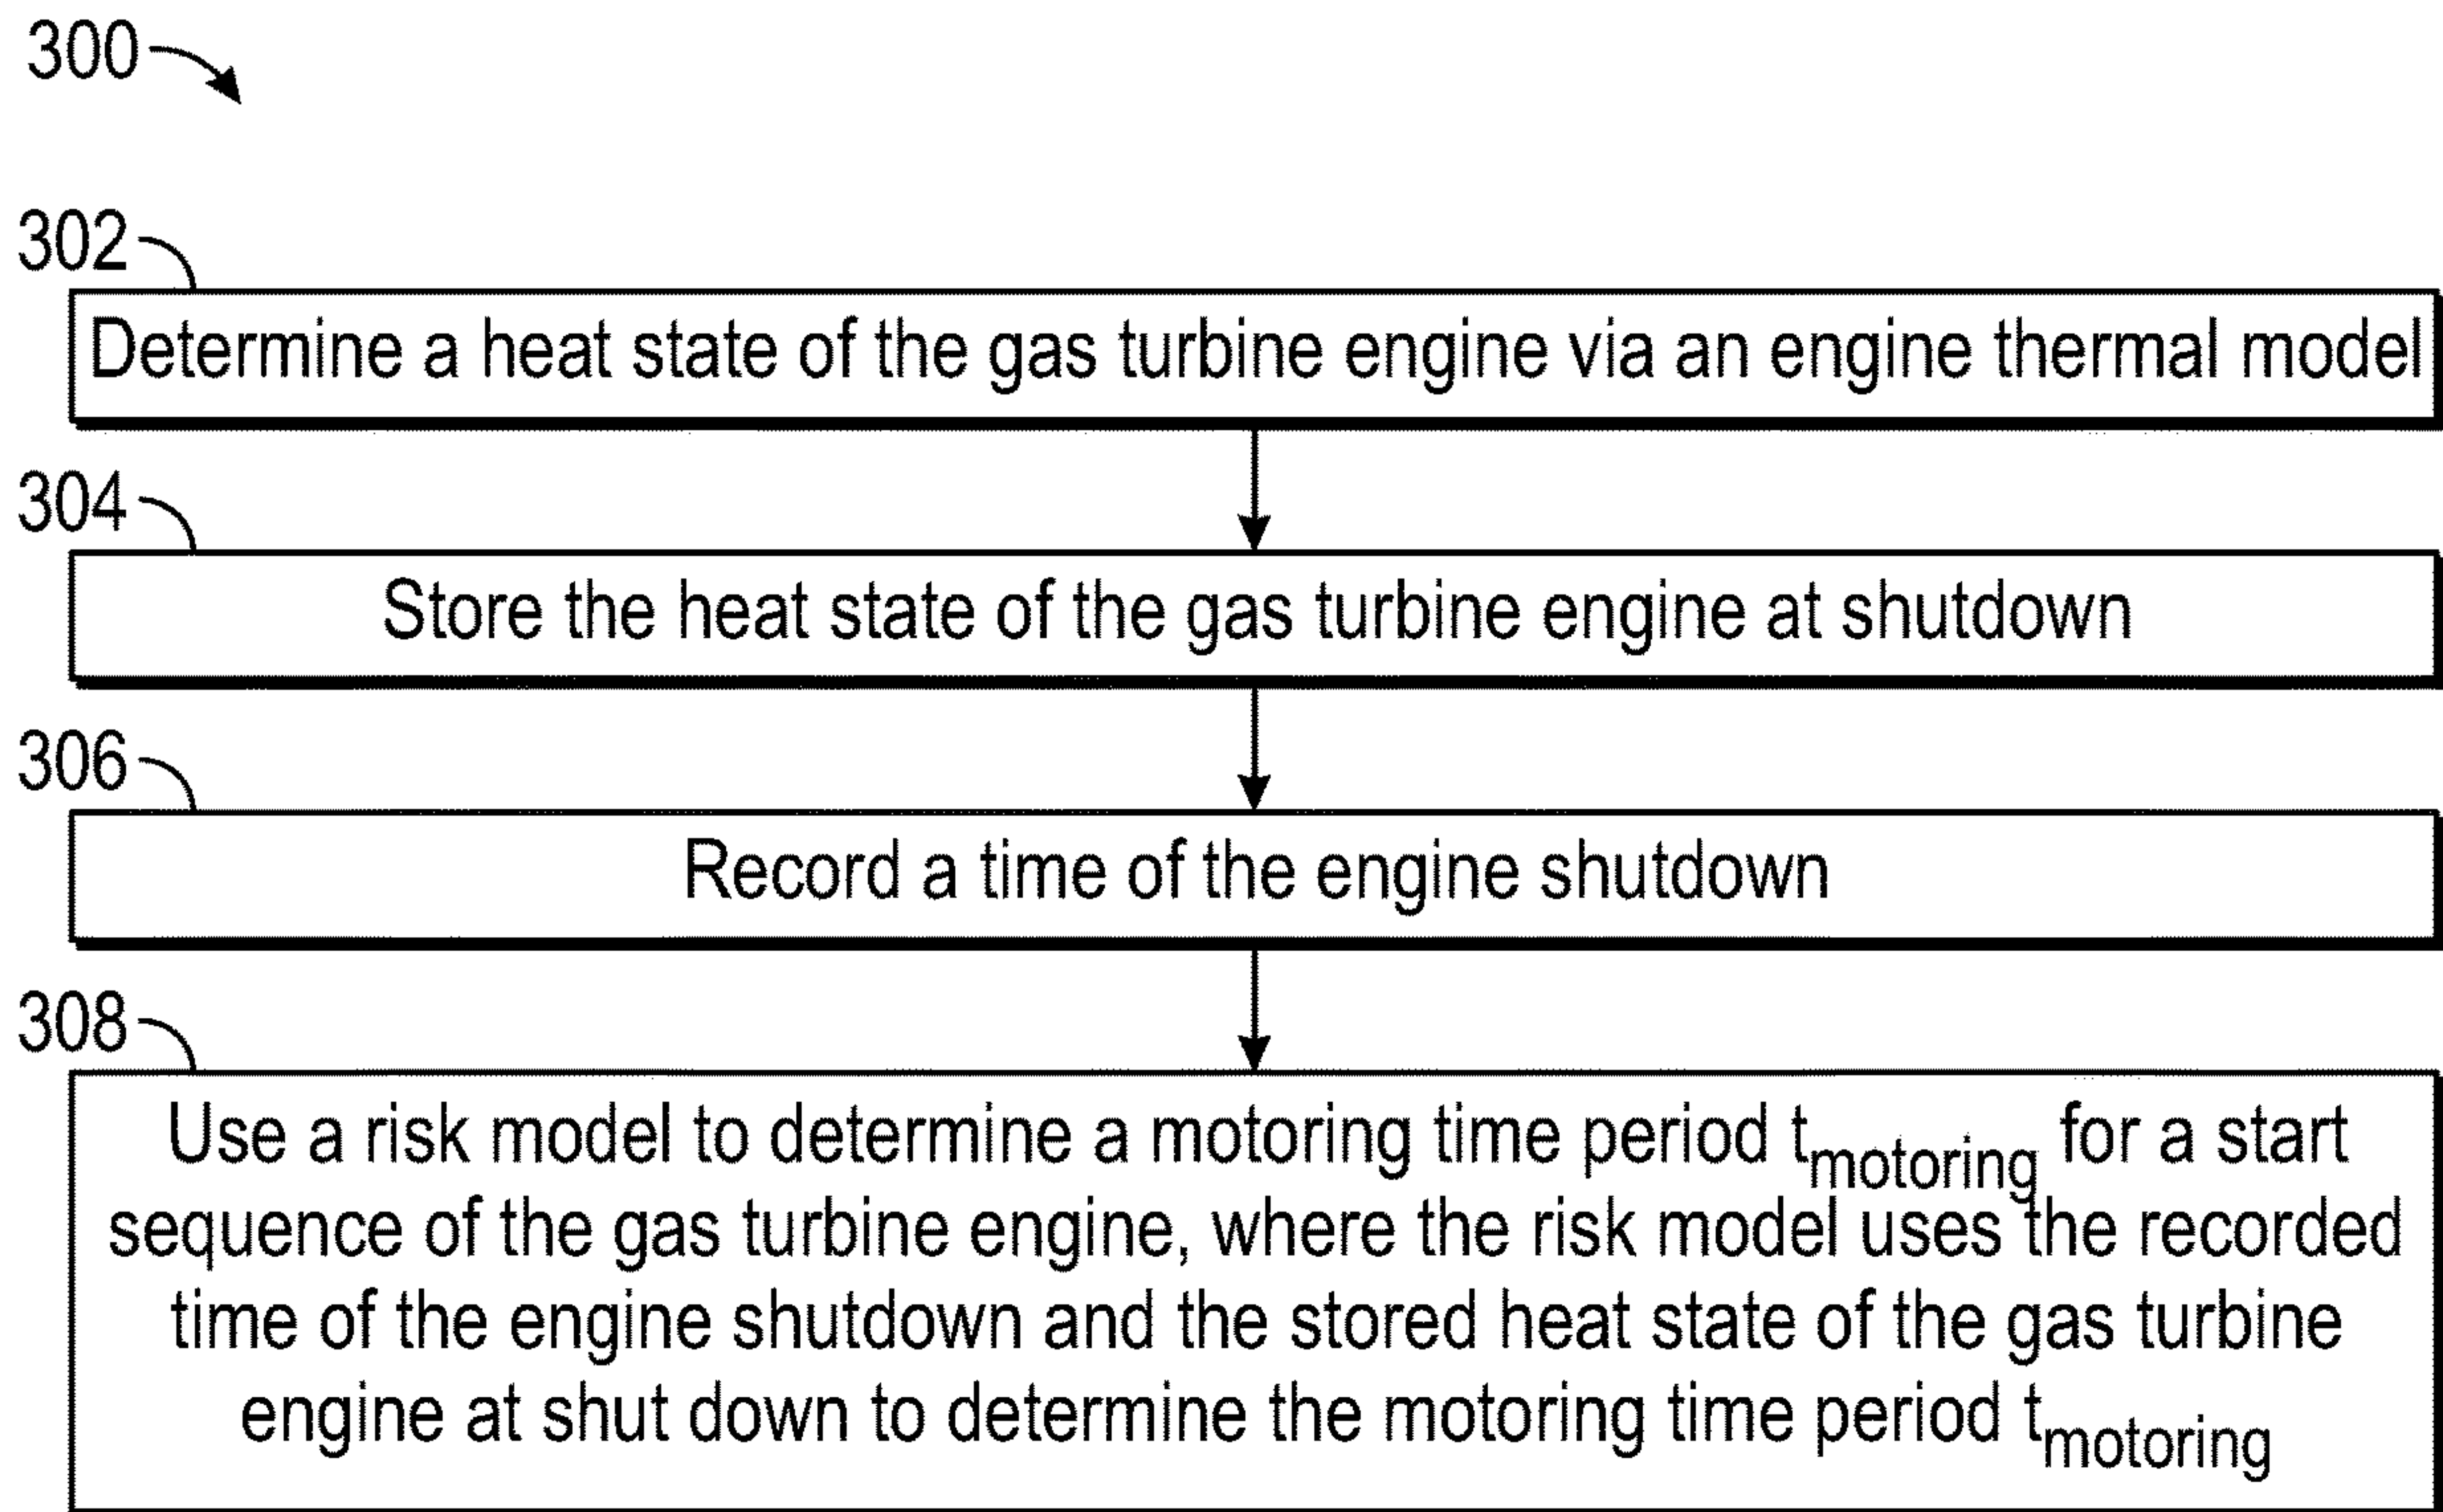 300
302
Determine a heat state of the gas turbine engine via an engine thermal model
304
Store the heat state of the gas turbine engine at shutdown
306
Record a time of the engine shutdown
308
Use a risk model to determine a motoring time period tmotoring for a start
sequence of the gas turbine engine, where the risk model uses the recorded
time of the engine shutdown and the stored heat state of the gas turbine
engine at shut down to determine the motoring time period tmotoring